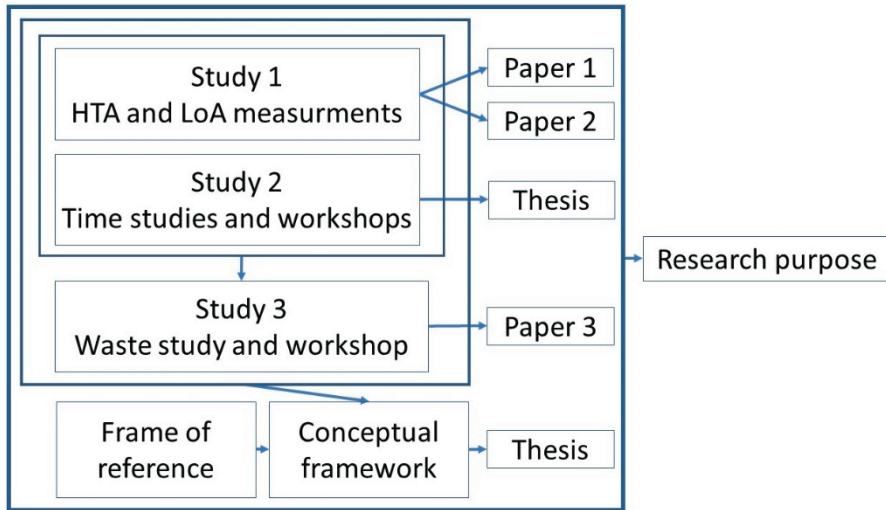 Study 1
HTA and LoA measurments
Paper 1
Paper 2
Study 2
Time studies and workshops
Thesis
Research purpose
Study 3
Waste study and workshop
Paper 3
Frame of
reference
Conceptual
framework
Thesis